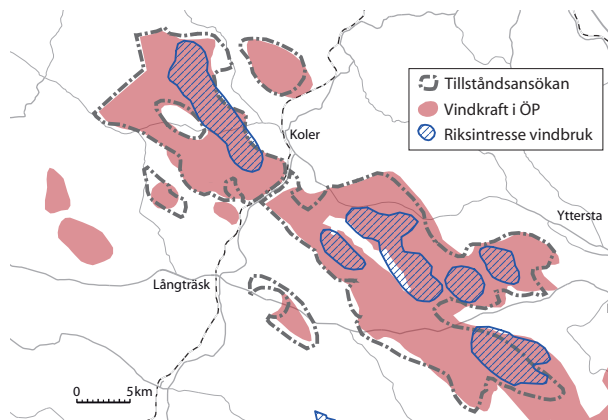 Tillståndsansökan
Vindkraft i ÖP
Riksintresse vindbruk
Koler
Yttersta
Långträsk
0 5km